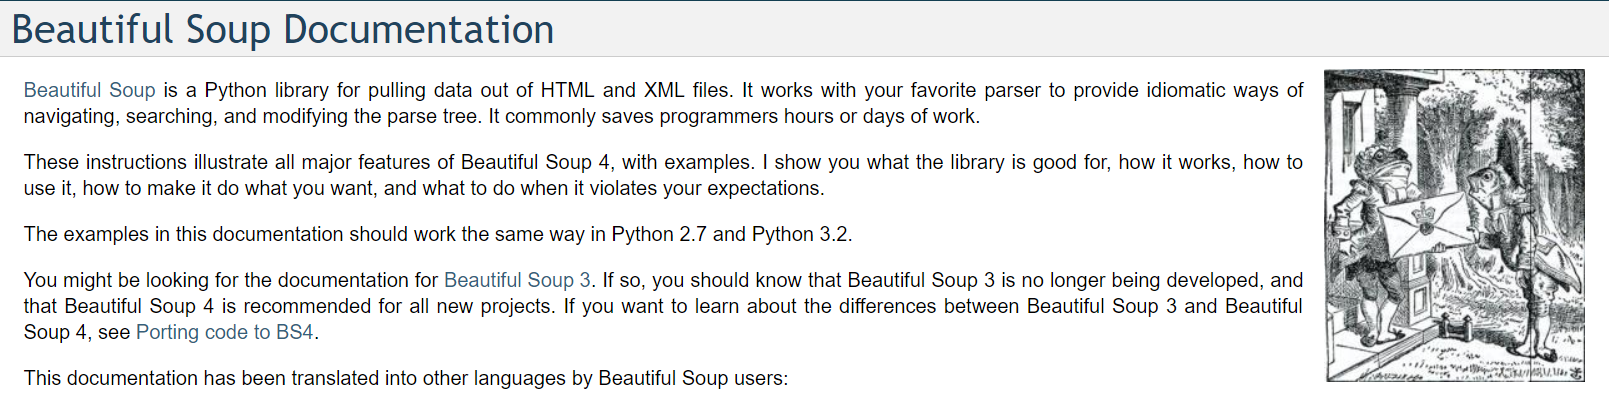 Beautiful Soup Documentation
Beautiful Soup is a Python library for pulling data out of HTML and XML files. It works with your favorite parser to provide idiomatic ways of
navigating, searching, and modifying the parse tree. It commonly saves programmers hours or days of work.
These instructions illustrate all major features of Beautiful Soup 4, with examples. I show you what the library is good for, how it works, how to
use it, how to make it do what you want, and what to do when it violates your expectations.
The examples in this documentation should work the same way in Python 2.7 and Python 3.2.
You might be looking for the documentation for Beautiful Soup 3. If so, you should know that Beautiful Soup 3 is no longer being developed, and
that Beautiful Soup 4 is recommended for all new projects. If you want to learn about the differences between Beautiful Soup 3 and Beautiful
Soup 4, see Porting code to BS4.
This documentation has been translated into other languages by Beautiful Soup users: